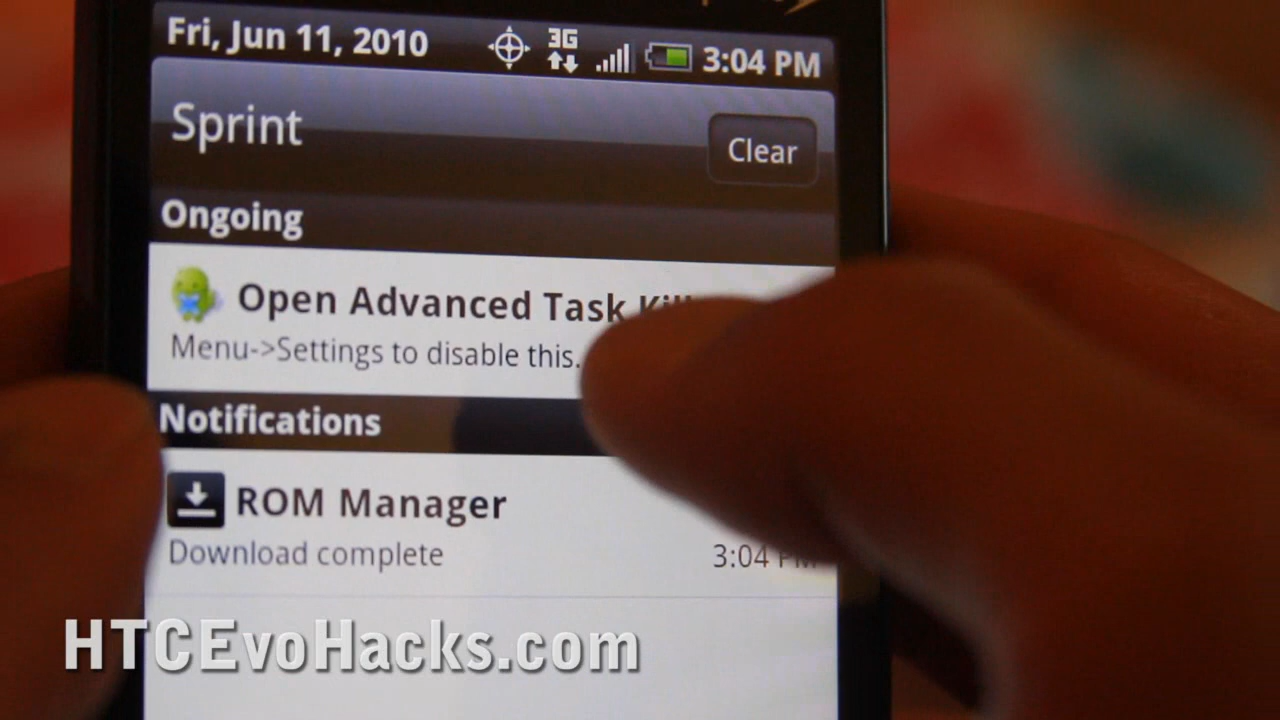 Fri, Jun 11, 2010 3G 3:04 PM
Sprint
Clear
Ongoing
Open Advanced Task
Menu->Settings to disable this.
Notifications
ROM Manager
Download complete 3:04 PM
HTCEvoHacks.com